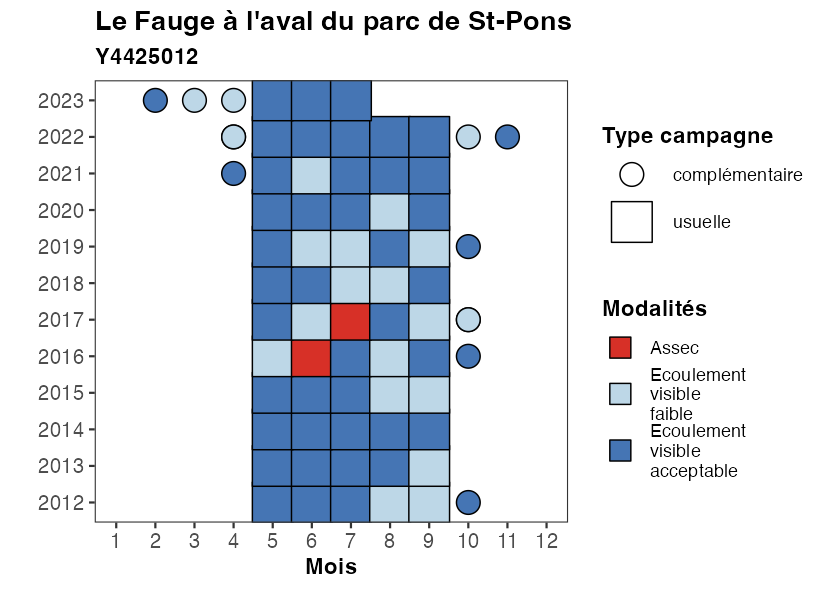 Le Fauge à l'aval du parc de St-Pons
Y4425012
2023
2022
2021
2020
2019
2018
2017
2016
2015
2014
2013
2012
1 2 3 4 5 6 7 8 9 10 11 12
Mois
Type campagne
complémentaire
usuelle
Modalités
Assec
Ecoulement
visible
faible
Ecoulement
visible
acceptable